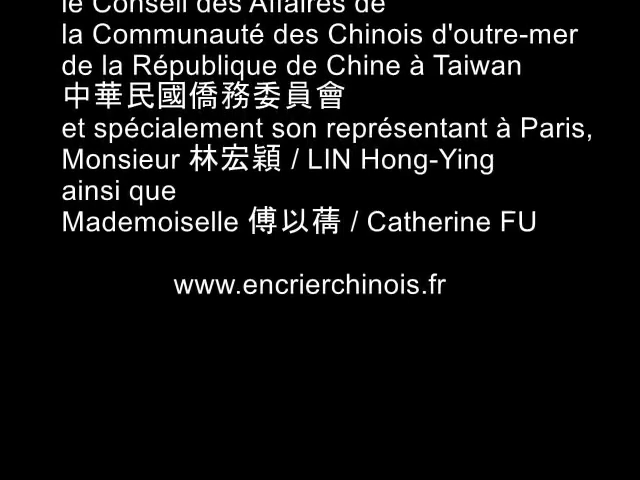 le Conseil des Affaires de
la Communauté des Chinois d'outre-mer
de la République de Chine à Taiwan
中華民國僑務委員會
et spécialement son représentant à Paris,
Monsieur 林宏穎 / LIN Hong-Ying
ainsi que
Mademoiselle 傅以蒨 / Catherine FU
www.encrierchinois.fr